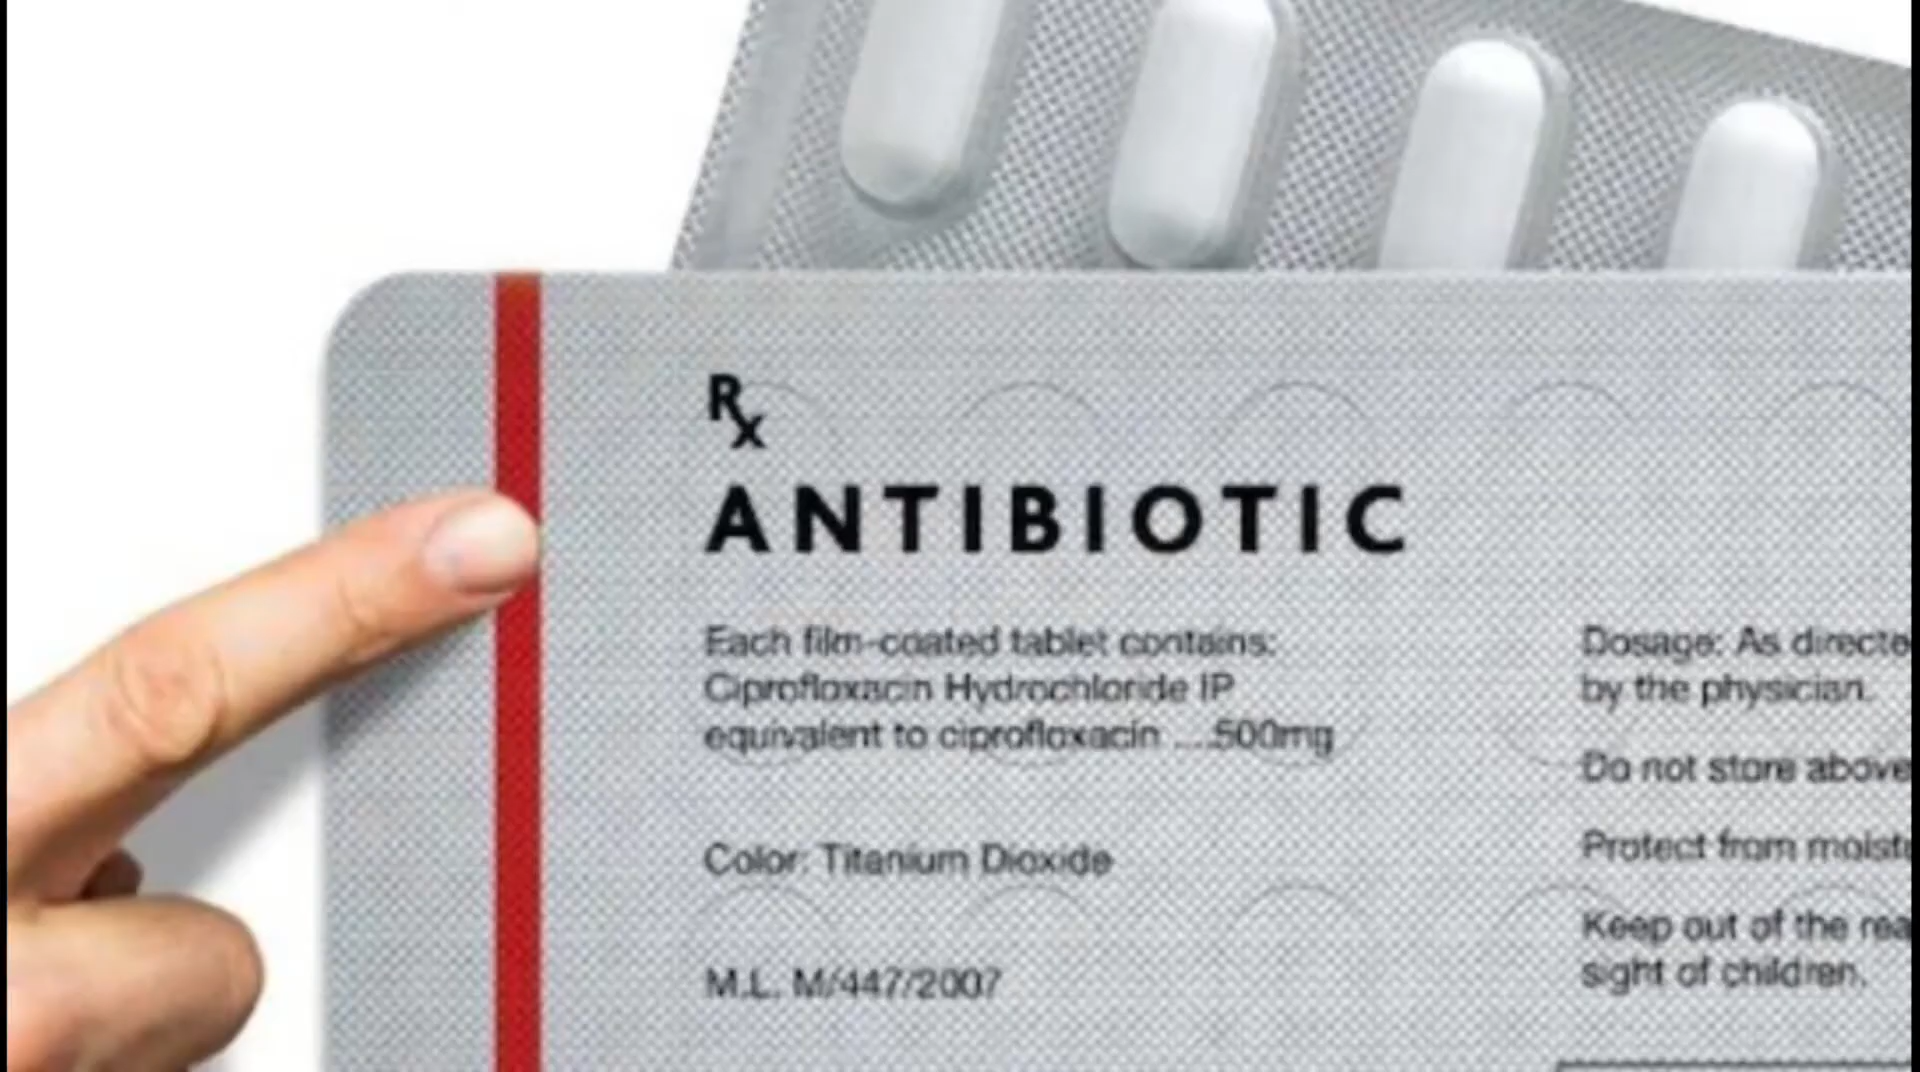 Rx
ANTIBIOTIC
Each film-coated tablet contains:
Ciprofloxacin Hydrochloride IP
equivalent to ciprofloxacin ....500mg
Color: Titanium Dioxide
M.L. M/447/2007
Dosage: As directe
by the physician.
Do not store above
Protect from moist
Keep out of the rea
sight of children.